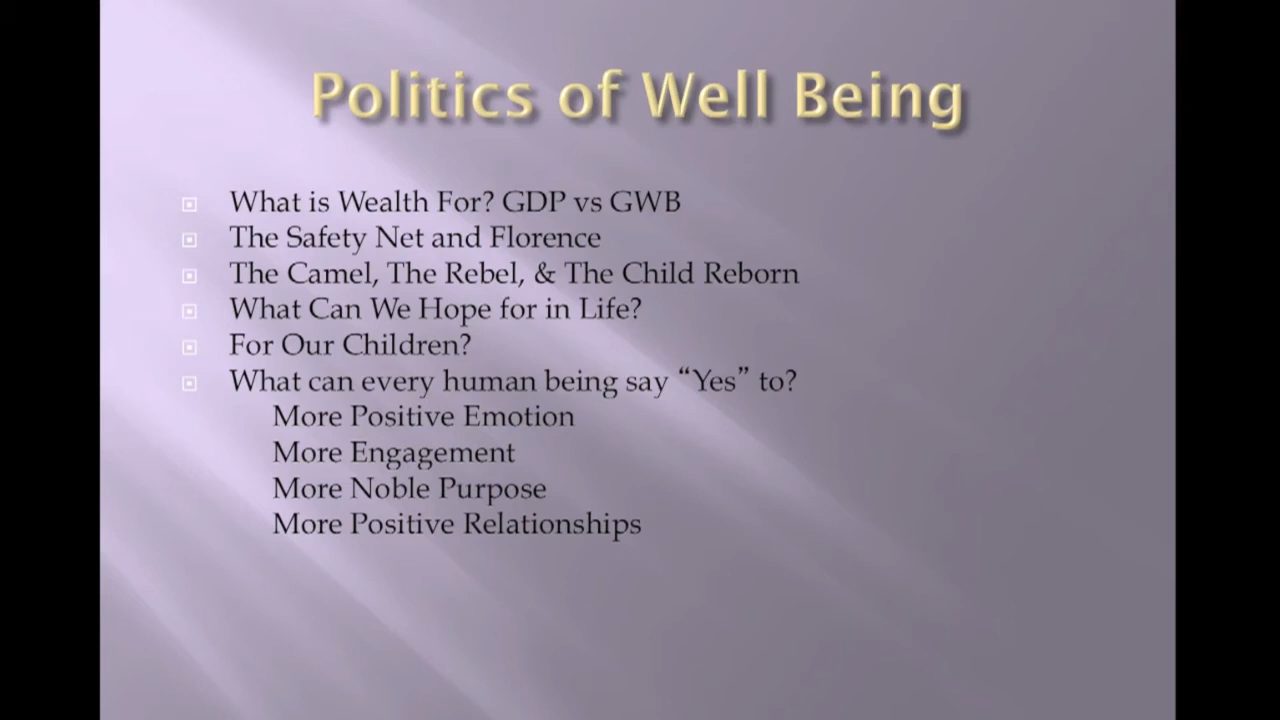 Politics of Well Being
What is Wealth For? GDP vs GWB
The Safety Net and Florence
The Camel, The Rebel, & The Child Reborn
What Can We Hope for in Life?
For Our Children?
What can every human being say “Yes” to?
More Positive Emotion
More Engagement
More Noble Purpose
More Positive Relationships